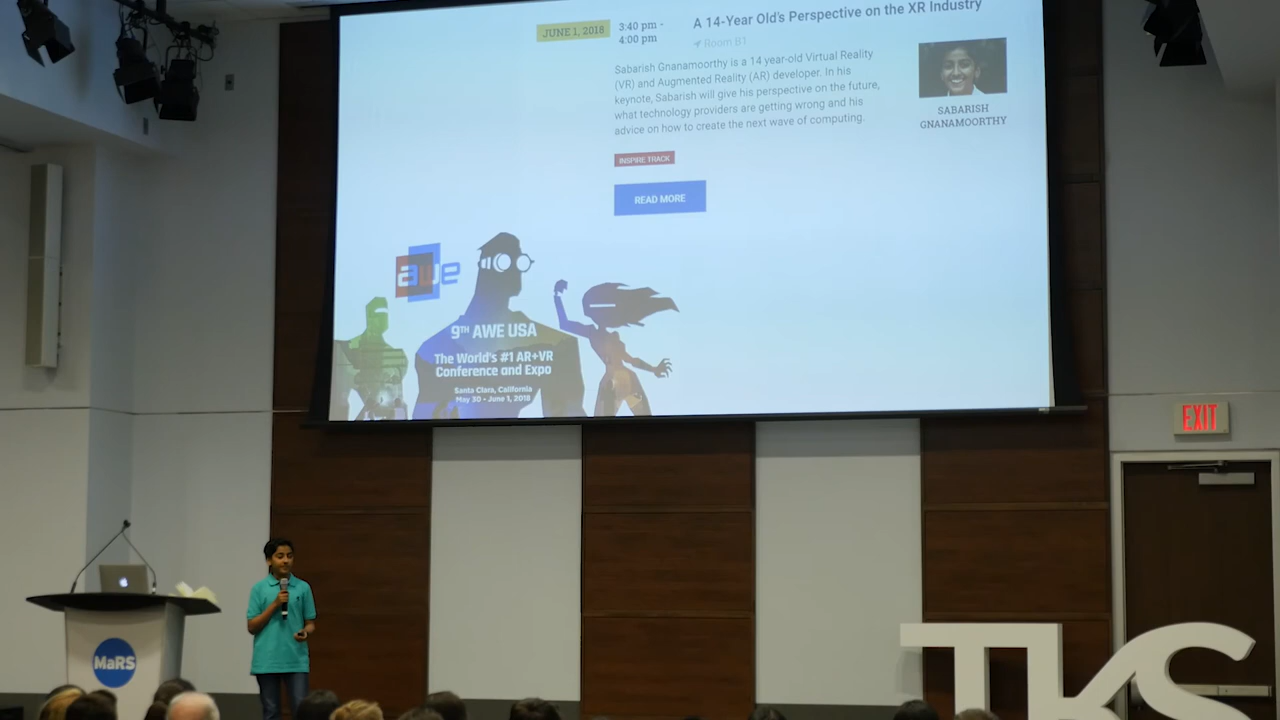 JUNE 1, 2018
3:40 pm -
4:00 pm
A 14-Year Old's Perspective on the XR Industry
Room B1
Sabarish Gnanamoorthy is a 14 year-old Virtual Reality
(VR) and Augmented Reality (AR) developer. In his
keynote, Sabarish will give his perspective on the future,
what technology providers are getting wrong and his
advice on how to create the next wave of computing.
SABARISH
GNANAMOORTHY
INSPIRE TRACK
READ MORE
awe
9TH AWE USA
The World's #1 AR+VR
Conference and Expo
Santa Clara, California
May 30 - June 1, 2018
EXIT
MaRS
TKS